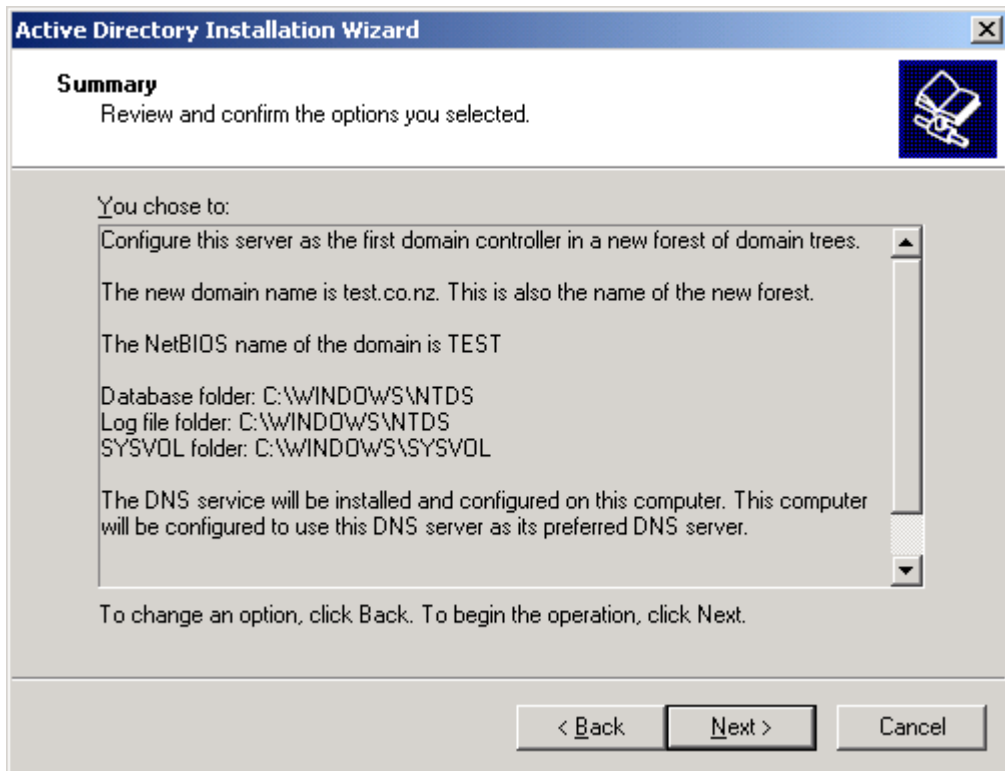 Active Directory Installation Wizard
Summary
Review and confirm the options you selected.
You chose to:
Configure this server as the first domain controller in a new forest of domain trees.
The new domain name is test.co.nz. This is also the name of the new forest.
The NetBIOS name of the domain is TEST
Database folder: C:\WINDOWS\NTDS
Log file folder: C:\WINDOWS\NTDS
SYSVOL folder: C:\WINDOWS\SYSVOL
The DNS service will be installed and configured on this computer. This computer
will be configured to use this DNS server as its preferred DNS server.
To change an option, click Back. To begin the operation, click Next.
< Back
Next >
Cancel